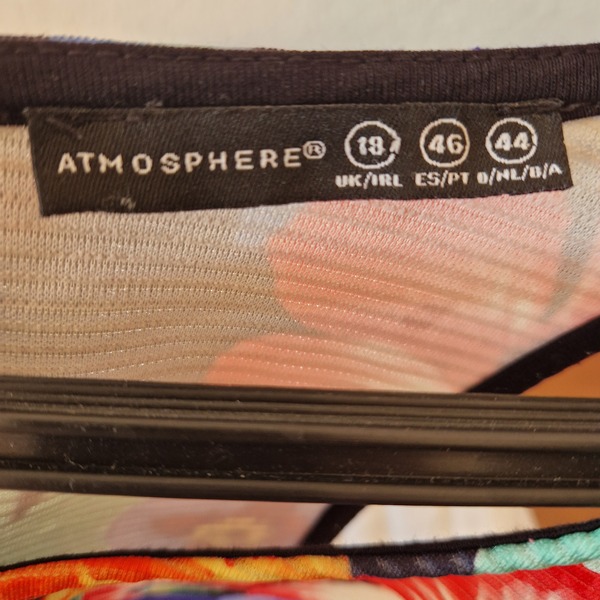 ATMOSPHERE® 18 46 44
UK/IRL ES/PT D/NL/B/A